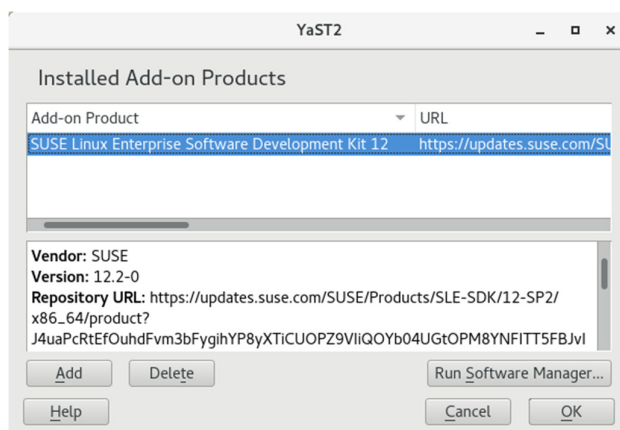 YaST2
Installed Add-on Products
Add-on Product URL
SUSE Linux Enterprise Software Development Kit 12 https://updates.suse.com/SU
Vendor: SUSE
Version: 12.2-0
Repository URL: https://updates.suse.com/SUSE/Products/SLE-SDK/12-SP2/
x86_64/product?
J4uaPcRtEfOuhdFvm3bFygihYP8yXTiCUOPZ9VliQOYb04UGtOPM8YNFITT5FBJvl
Add Delete Run Software Manager...
Help Cancel OK